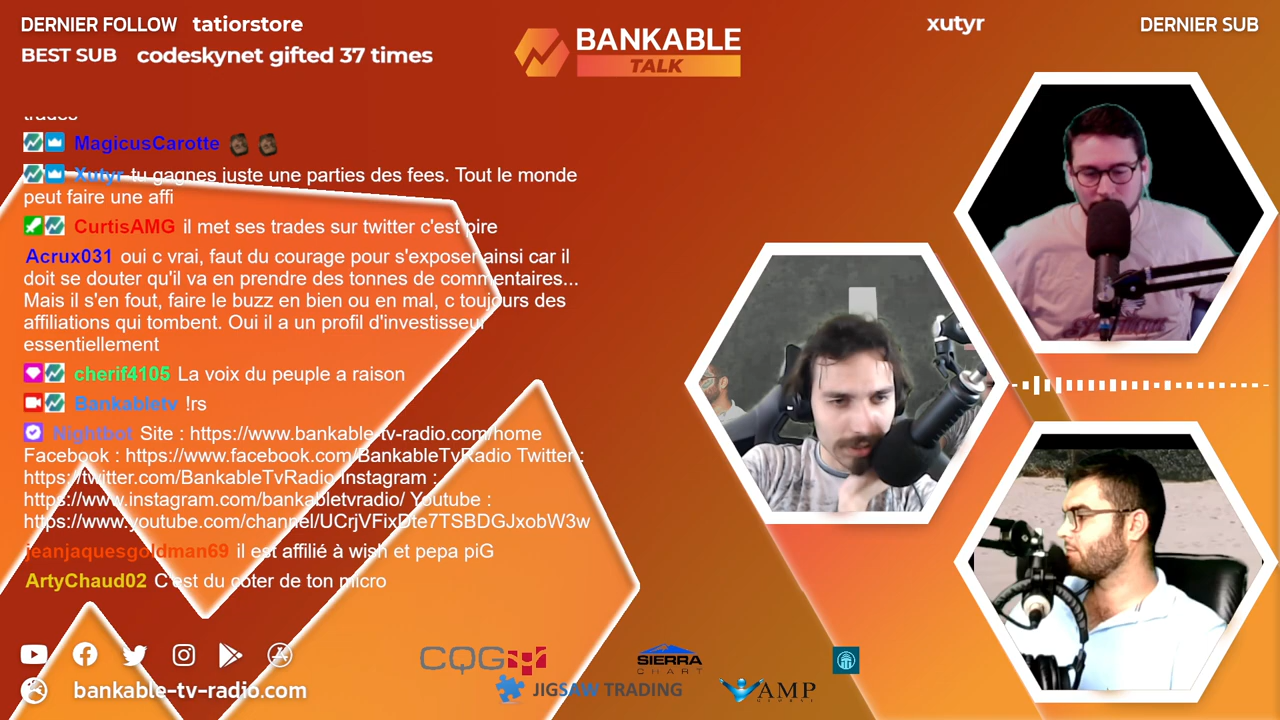 DERNIER FOLLOW tatiorstore
BEST SUB codeskynet gifted 37 times
BANKABLE
TALK
xutyr DERNIER SUB
trades
MagicusCarotte
Xutyr tu gagnes juste une parties des fees. Tout le monde
peut faire une affi
CurtisAMG il met ses trades sur twitter c'est pire
Acrux031 oui c vrai, faut du courage pour s'exposer ainsi car il
doit se douter qu'il va en prendre des tonnes de commentaires...
Mais il s'en fout, faire le buzz en bien ou en mal, c toujours des
affiliations qui tombent. Oui il a un profil d'investisseur
essentiellement
cherif4105 La voix du peuple a raison
Bankabletv !rs
Nightbot Site : https://www.bankable-tv-radio.com/home
Facebook : https://www.facebook.com/BankableTvRadio Twitter :
https://twitter.com/BankableTvRadio Instagram :
https://www.instagram.com/bankabletvradio/ Youtube :
https://www.youtube.com/channel/UCrjVFixDte7TSBDGJxobW3w
jeanjaquesgoldman69 il est affilié à wish et pepa piG
ArtyChaud02 C'est du coter de ton micro
bankable-tv-radio.com
CQG
SIERRA
CHART
JIGSAW TRADING
AMP